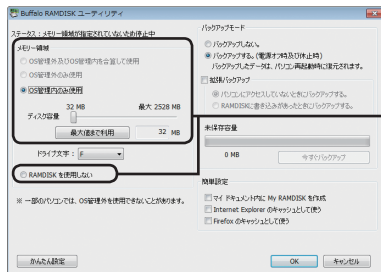 Buffalo RAMDISK ユーティリティ
ステータス：メモリー領域が指定されていないため停止中
メモリー領域
OS管理外及びOS管理内を合算して使用
OS管理外のみ使用
OS管理内のみ使用
32 MB
最大 2528 MB
ディスク容量
最大値まで利用
32 MB
ドライブ文字：
F
RAMDISK を使用しない
※ 一部のパソコンでは、OS管理外を使用できないことがあります。
かんたん設定
バックアップモード
バックアップしない。
バックアップする。(電源オフ時及び休止時)
バックアップしたデータは、パソコン再起動時に復元されます。
拡張バックアップ
パソコンにアクセスしていないときにバックアップする。
RAMDISKに書き込みがあったときにバックアップする。
未保存容量
0 MB
今すぐバックアップ
簡単設定
マイ ドキュメント内に My RAMDISK を作成
Internet Explorer のキャッシュとして使う
Firefox のキャッシュとして使う
OK
キャンセル